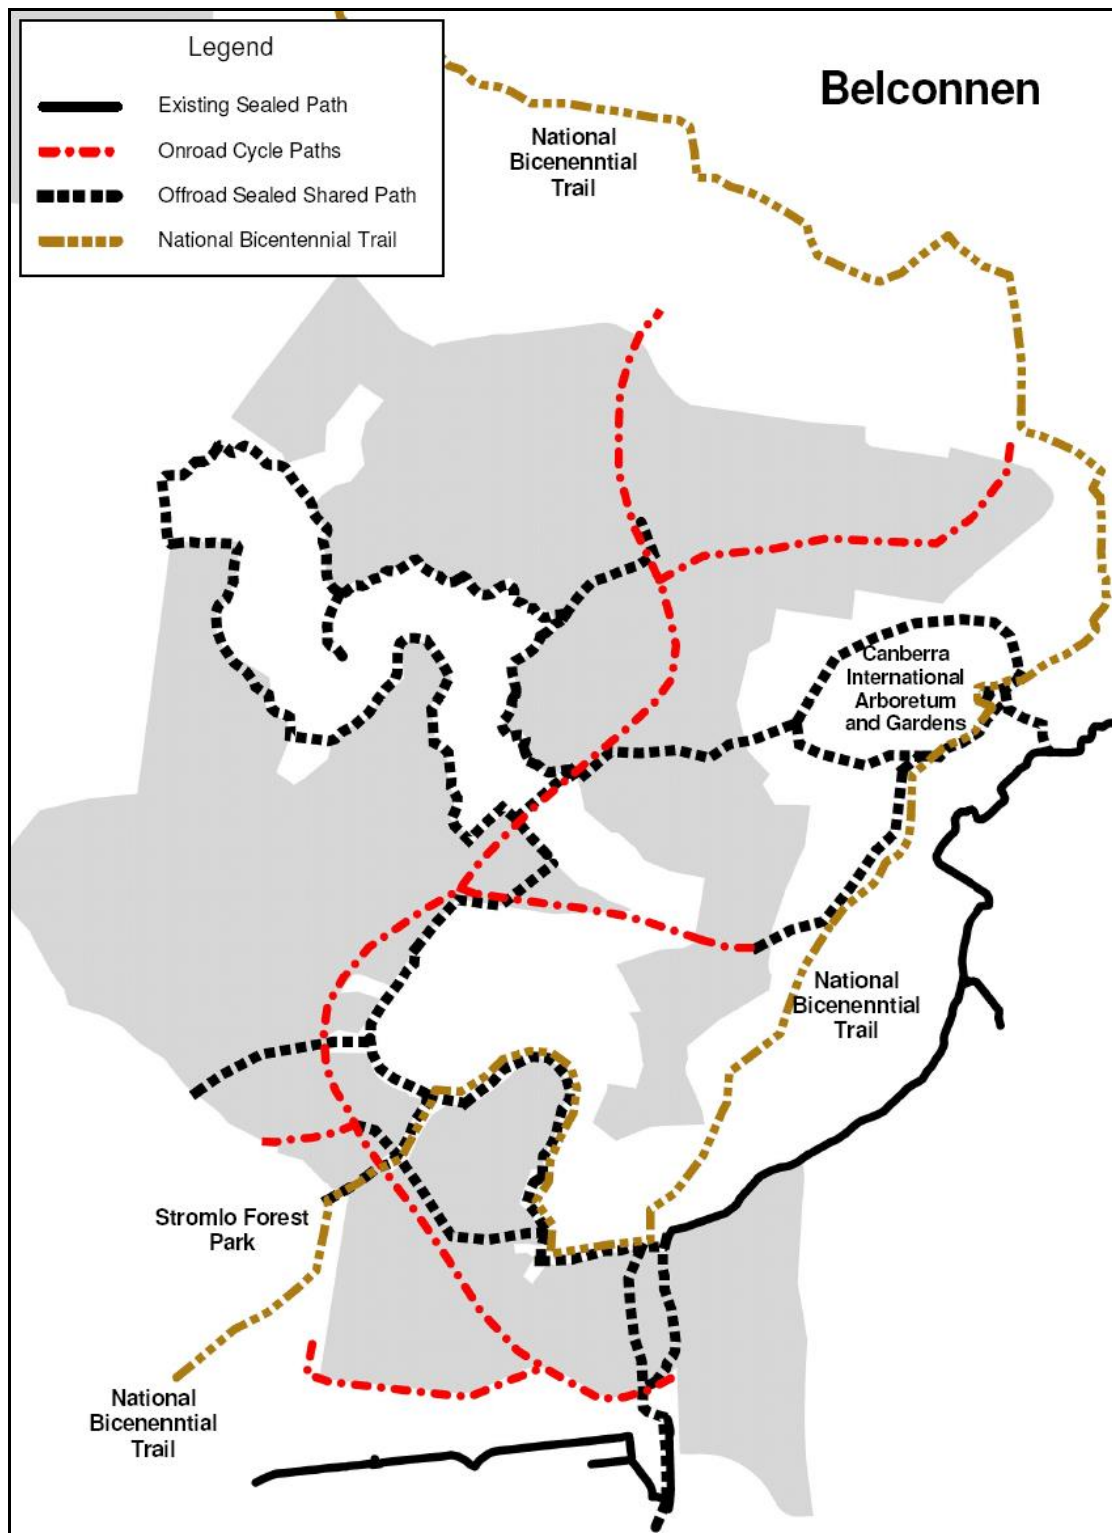 Legend
Existing Sealed Path
Onroad Cycle Paths
Offroad Sealed Shared Path
National Bicentennial Trail
Belconnen
National
Bicenenntial
Trail
Canberra
International
Arboretum
and Gardens
National
Bicenenntial
Trail
Stromlo Forest
Park
National
Bicenenntial
Trail